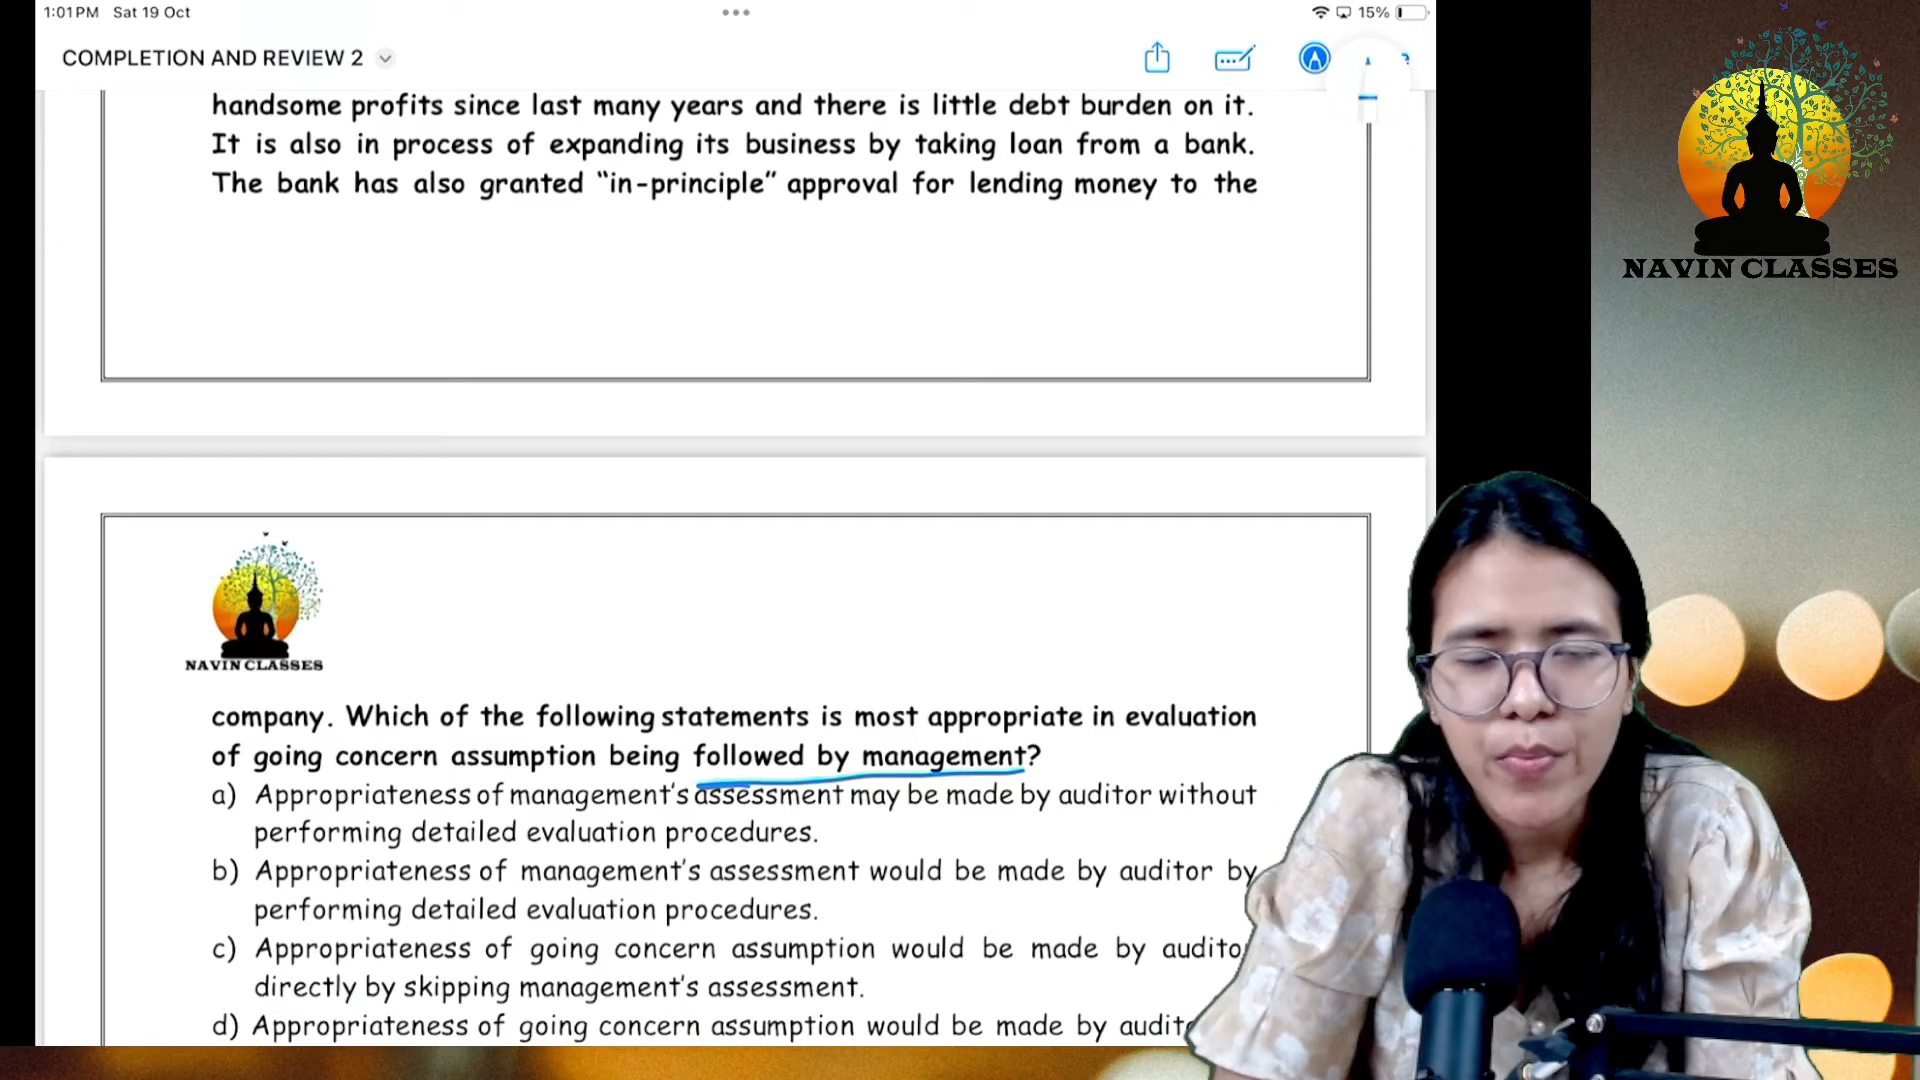 1:01 PM Sat 19 Oct
15%
COMPLETION AND REVIEW 2
NAVIN CLASSES
handsome profits since last many years and there is little debt burden on it.
It is also in process of expanding its business by taking loan from a bank.
The bank has also granted “in-principle” approval for lending money to the
NAVIN CLASSES
company. Which of the following statements is most appropriate in evaluation
of going concern assumption being followed by management?
a) Appropriateness of management's assessment may be made by auditor without
performing detailed evaluation procedures.
b) Appropriateness of management's assessment would be made by auditor by
performing detailed evaluation procedures.
c) Appropriateness of going concern assumption would be made by
directly by skipping management's assessment.
d) Appropriateness of going concern assumption would be made by